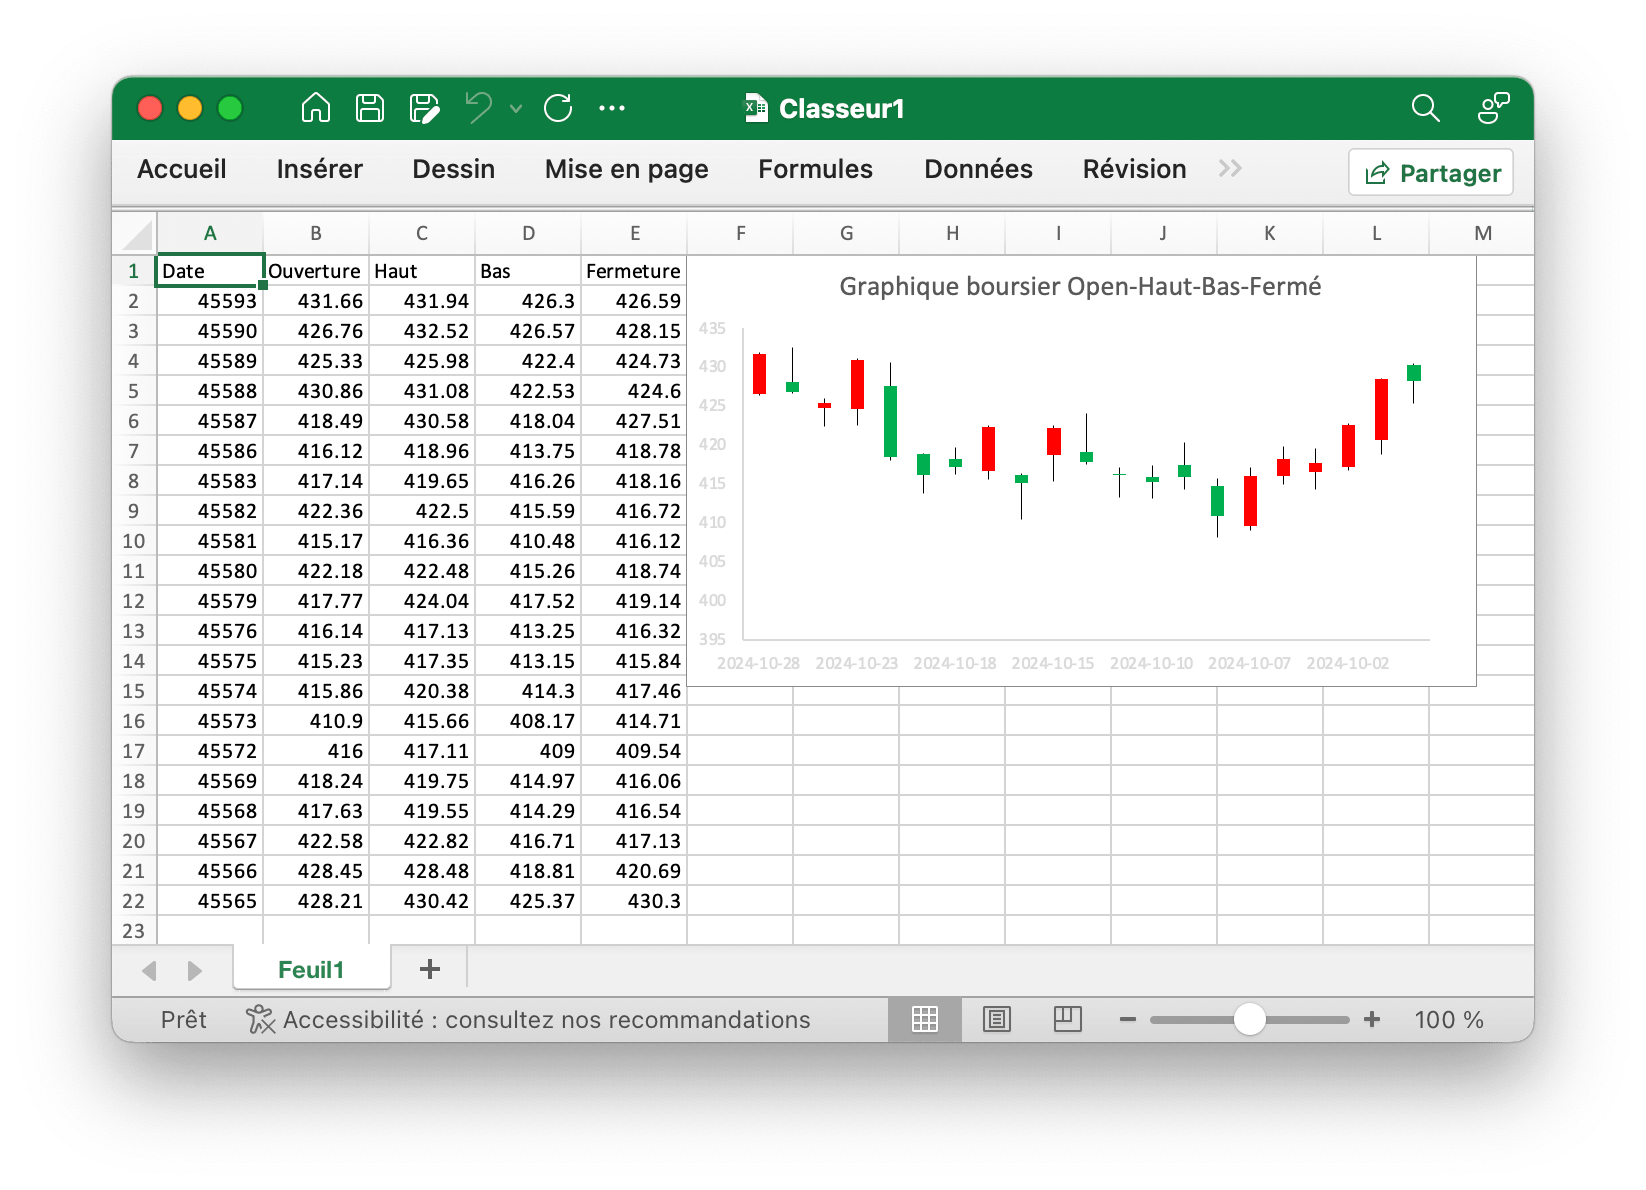 Classeur1
Accueil Insérer Dessin Mise en page Formules Données Révision Partager
A B C D E F G H I J K L M
1 Date Ouverture Haut Bas Fermeture
2 45593 431.66 431.94 426.3 426.59
3 45590 426.76 432.52 426.57 428.15
4 45589 425.33 425.98 422.4 424.73
5 45588 430.86 431.08 422.53 424.6
6 45587 418.49 430.58 418.04 427.51
7 45586 416.12 418.96 413.75 418.78
8 45583 417.14 419.65 416.26 418.16
9 45582 422.36 422.5 415.59 416.72
10 45581 415.17 416.36 410.48 416.12
11 45580 422.18 422.48 415.26 418.74
12 45579 417.77 424.04 417.52 419.14
13 45576 416.14 417.13 413.25 416.32
14 45575 415.23 417.35 413.15 415.84
15 45574 415.86 420.38 414.3 417.46
16 45573 410.9 415.66 408.17 414.71
17 45572 416 417.11 409 409.54
18 45569 418.24 419.75 414.97 416.06
19 45568 417.63 419.55 414.29 416.54
20 45567 422.58 422.82 416.71 417.13
21 45566 428.45 428.48 418.81 420.69
22 45565 428.21 430.42 425.37 430.3
23
Graphique boursier Open-Haut-Bas-Fermé
435
430
425
420
415
410
405
400
395
2024-10-28 2024-10-23 2024-10-18 2024-10-15 2024-10-10 2024-10-07 2024-10-02
Feuil1
Prêt Accessibilité : consultez nos recommandations 100 %